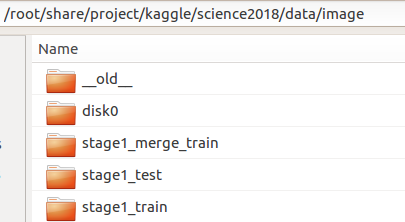 /root/share/project/kaggle/science2018/data/image
Name
__old__
disk0
stage1_merge_train
stage1_test
stage1_train